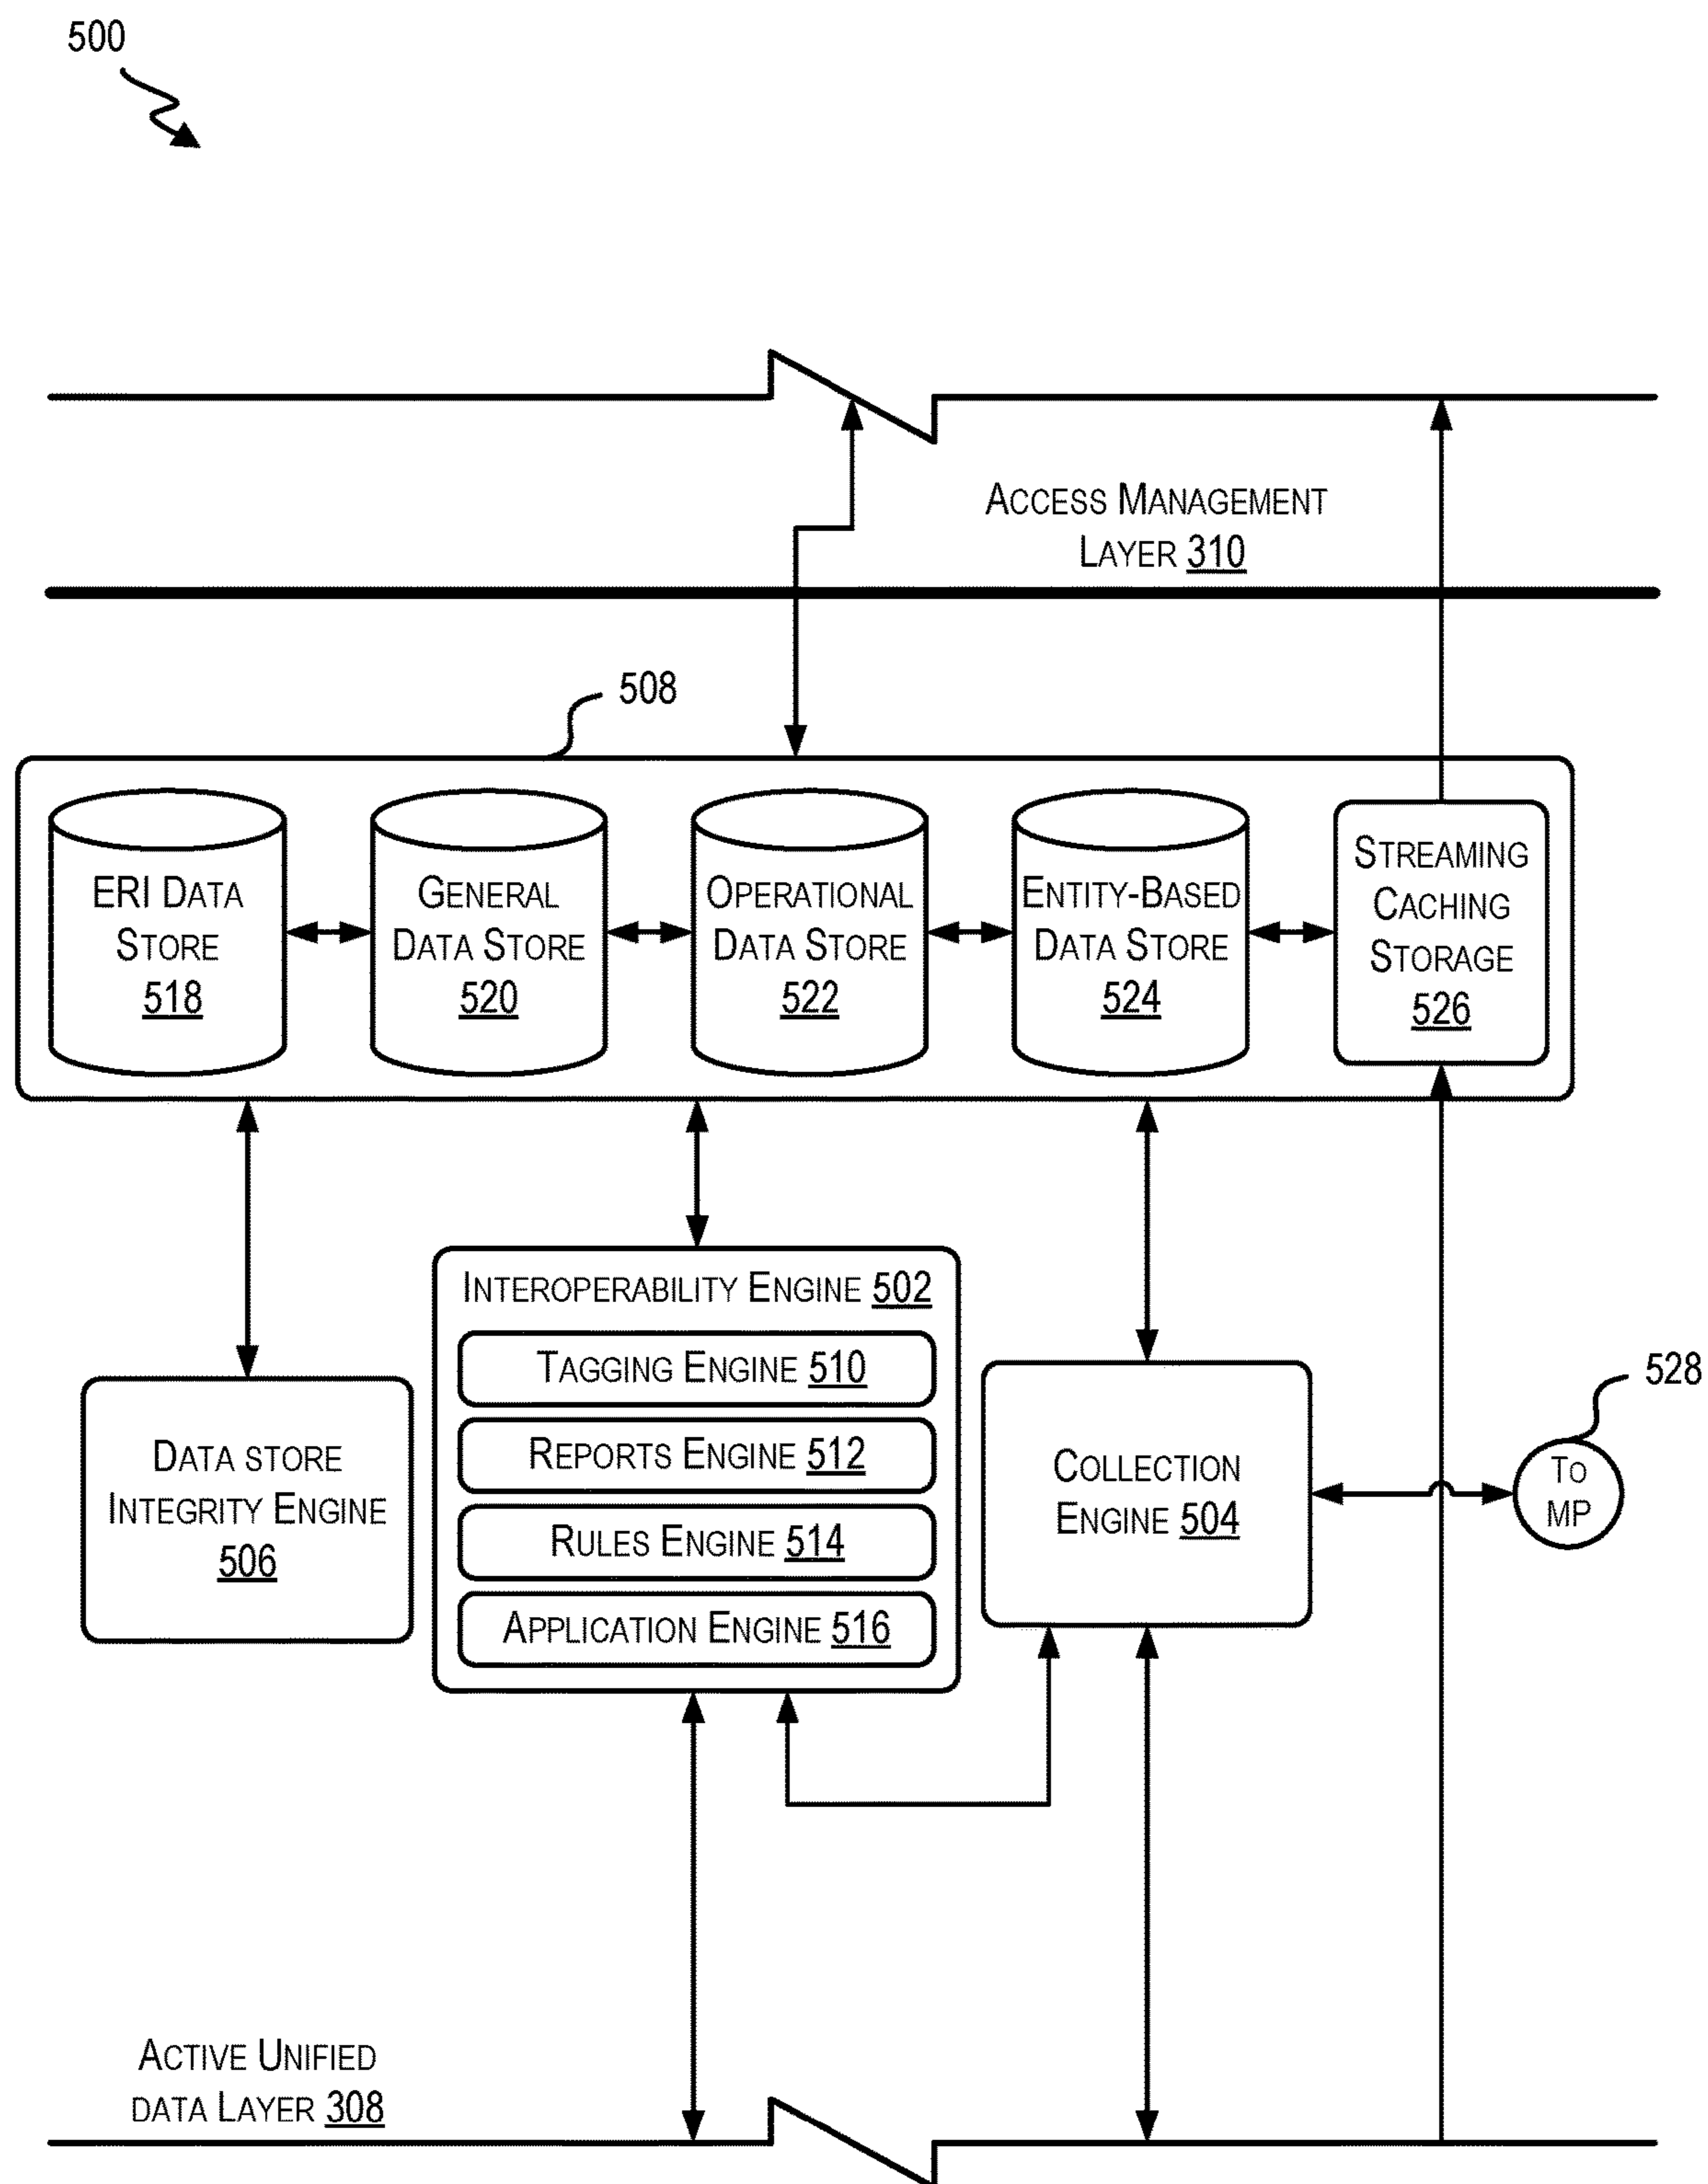 500
ACCESS MANAGEMENT
LAYER 310
508
ERI DATA
STORE
518
GENERAL
DATA STORE
520
OPERATIONAL
DATA STORE
522
ENTITY-BASED
DATA STORE
524
STREAMING
CACHING
STORAGE
526
INTEROPERABILITY ENGINE 502
TAGGING ENGINE 510
REPORTS ENGINE 512
RULES ENGINE 514
APPLICATION ENGINE 516
DATA STORE
INTEGRITY ENGINE
506
COLLECTION
ENGINE 504
528
TO
MP
ACTIVE UNIFIED
DATA LAYER 308